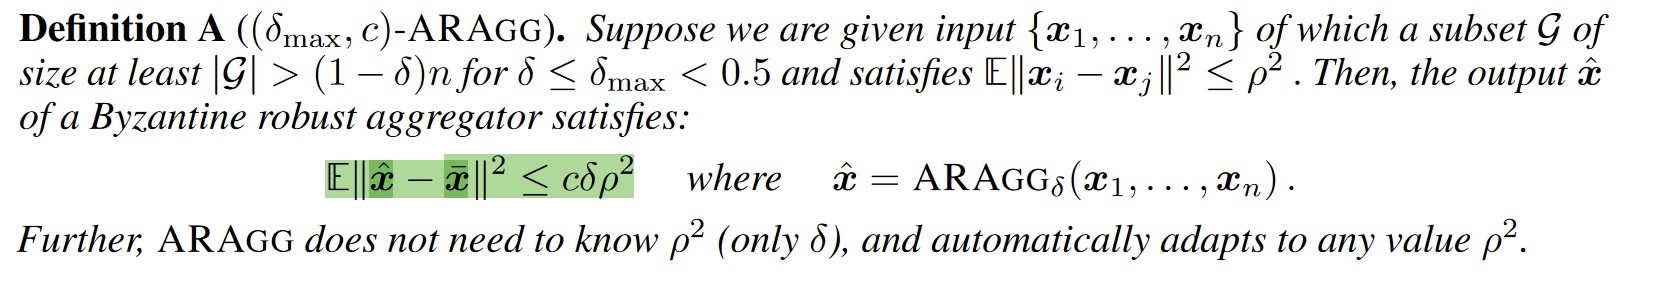 Definition A ((δmax, c)-ARAGG). Suppose we are given input {x₁, . . . , xₙ} of which a subset 𝒢 of
size at least |𝒢| > (1 − δ)n for δ ≤ δmax < 0.5 and satisfies 𝔼‖xᵢ − xⱼ‖² ≤ ρ² . Then, the output x̂
of a Byzantine robust aggregator satisfies:
𝔼‖x̂ − x̄‖² ≤ cδρ² where x̂ = ARAGGδ(x₁, . . . , xₙ) .
Further, ARAGG does not need to know ρ² (only δ), and automatically adapts to any value ρ².